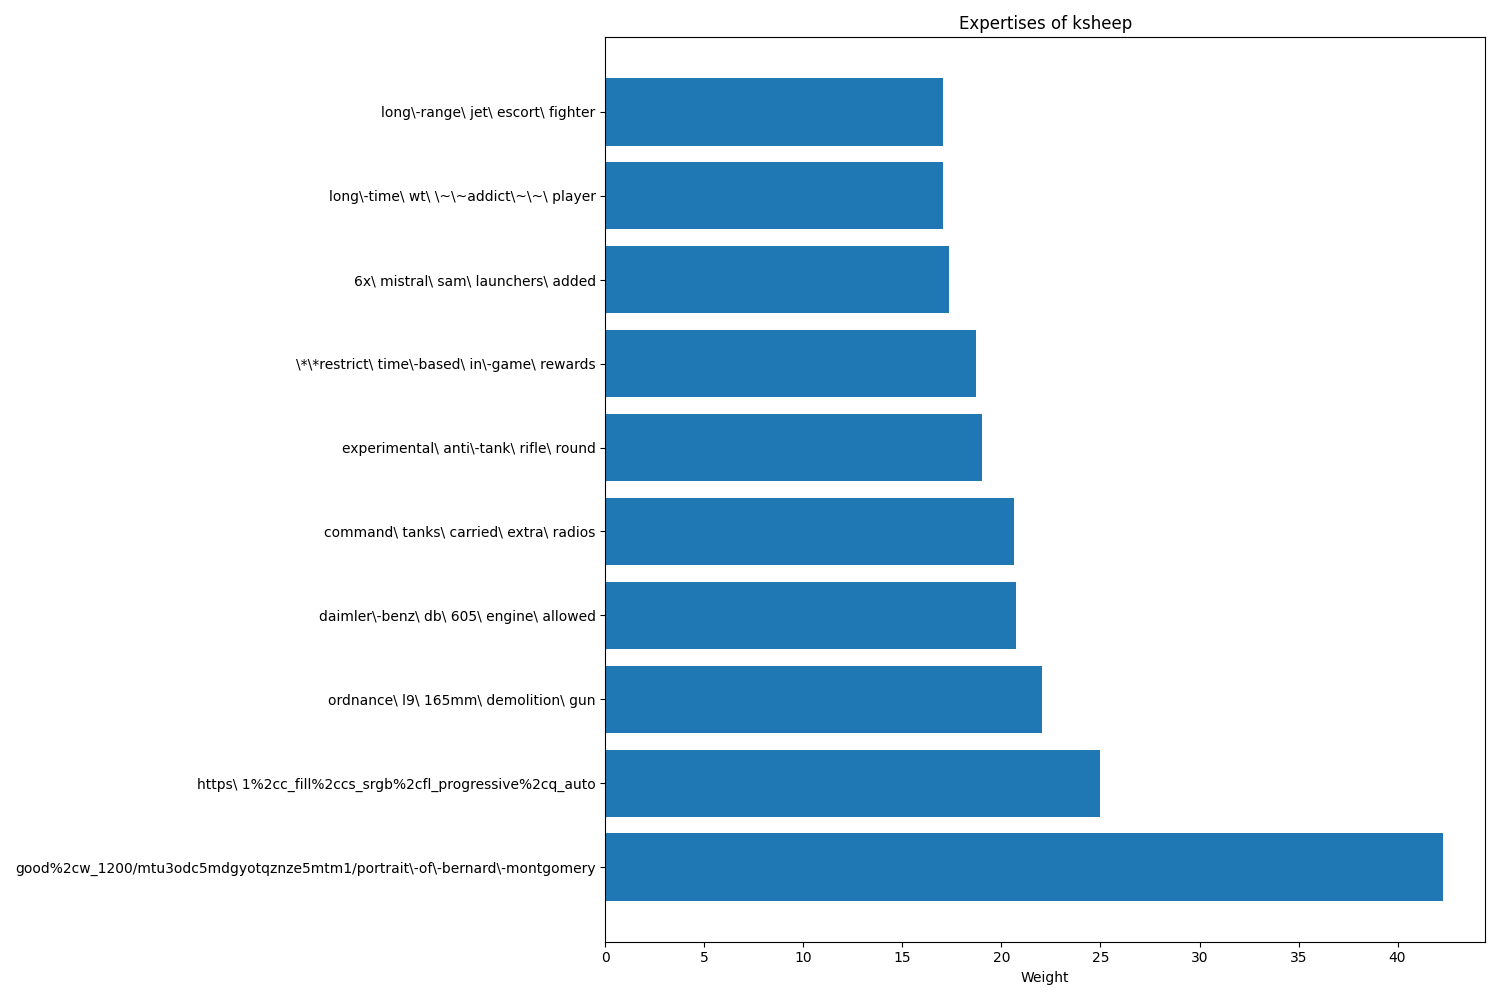 Expertises of ksheep
long\-range\ jet\ escort\ fighter
long\-time\ wt\ \~\~addict\~\~\ player
6x\ mistral\ sam\ launchers\ added
\*\*restrict\ time\-based\ in\-game\ rewards
experimental\ anti\-tank\ rifle\ round
command\ tanks\ carried\ extra\ radios
daimler\-benz\ db\ 605\ engine\ allowed
ordnance\ l9\ 165mm\ demolition\ gun
https\ 1%2cc_fill%2ccs_srgb%2cfl_progressive%2cq_auto
good%2cw_1200/mtu3odc5mdgyotqznze5mtm1/portrait\-of\-bernard\-montgomery
0 5 10 15 20 25 30 35 40
Weight